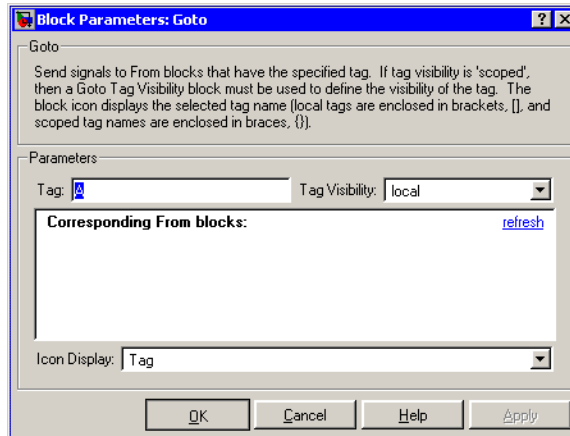 Block Parameters: Goto
Goto
Send signals to From blocks that have the specified tag. If tag visibility is 'scoped',
then a Goto Tag Visibility block must be used to define the visibility of the tag. The
block icon displays the selected tag name (local tags are enclosed in brackets, [], and
scoped tag names are enclosed in braces, {}).
Parameters
Tag: A Tag Visibility: local
Corresponding From blocks: refresh
Icon Display: Tag
OK Cancel Help Apply